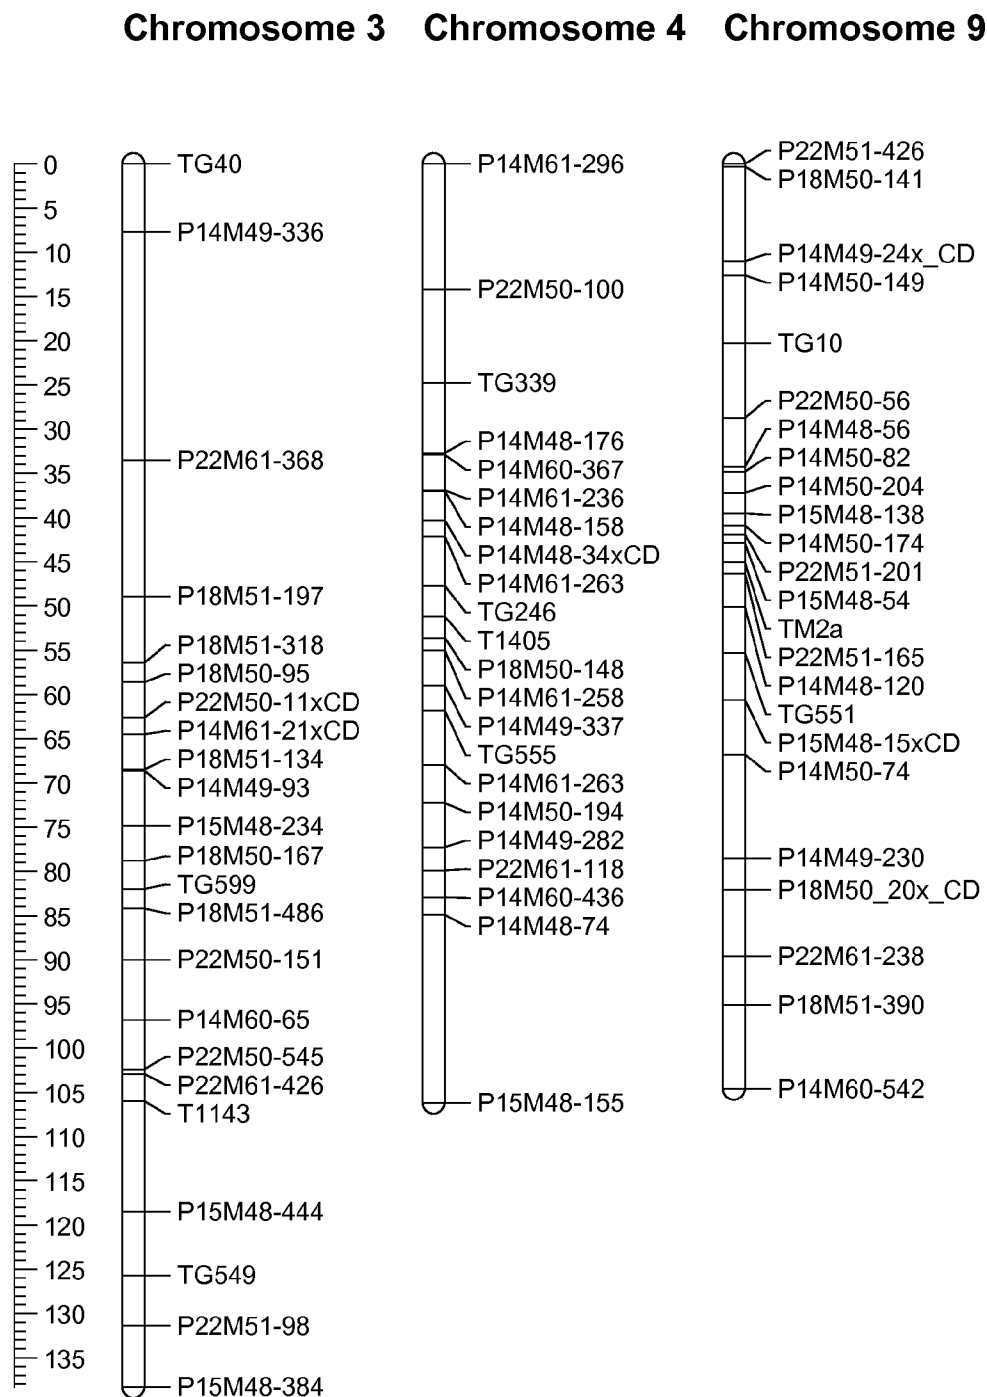 Chromosome 3
0
5
10
15
20
25
30
35
40
45
50
55
60
65
70
75
80
85
90
95
100
105
110
115
120
125
130
135
TG40
P14M49-336
P22M61-368
P18M51-197
P18M51-318
P18M50-95
P22M50-11xCD
P14M61-21xCD
P18M51-134
P14M49-93
P15M48-234
P18M50-167
TG599
P18M51-486
P22M50-151
P14M60-65
P22M50-545
P22M61-426
T1143
P15M48-444
TG549
P22M51-98
P15M48-384
Chromosome 4
P14M61-296
P22M50-100
TG339
P14M48-176
P14M60-367
P14M61-236
P14M48-158
P14M48-34xCD
P14M61-263
TG246
T1405
P18M50-148
P14M61-258
P14M49-337
TG555
P14M61-263
P14M50-194
P14M49-282
P22M61-118
P14M60-436
P14M48-74
P15M48-155
Chromosome 9
P22M51-426
P18M50-141
P14M49-24x_CD
P14M50-149
TG10
P22M50-56
P14M48-56
P14M50-82
P14M50-204
P15M48-138
P14M50-174
P22M51-201
P15M48-54
TM2a
P22M51-165
P14M48-120
TG551
P15M48-15xCD
P14M50-74
P14M49-230
P18M50_20x_CD
P22M61-238
P18M51-390
P14M60-542